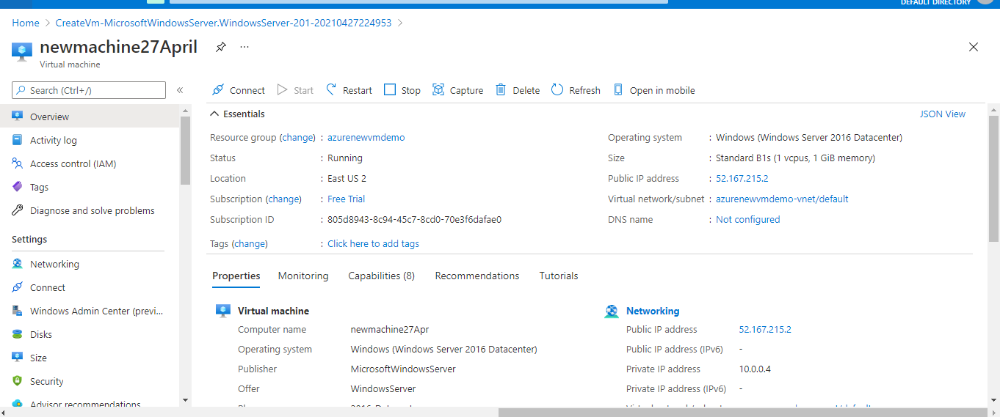 DEFAULT DIRECTORY
Home > CreateVm-MicrosoftWindowsServer.WindowsServer-201-20210427224953 >
newmachine27April ...
Virtual machine
Search (Ctrl+/) «
Connect Start Restart Stop Capture Delete Refresh Open in mobile
Overview
Activity log
Access control (IAM)
Tags
Diagnose and solve problems
Settings
Networking
Connect
Windows Admin Center (previ...
Disks
Size
Security
Advisor recommendations
Essentials JSON View
Resource group (change) : azurenewvmdemo
Status : Running
Location : East US 2
Subscription (change) : Free Trial
Subscription ID : 805d8943-8c94-45c7-8cd0-70e3f6dafae0
Tags (change) : Click here to add tags
Operating system : Windows (Windows Server 2016 Datacenter)
Size : Standard B1s (1 vcpus, 1 GiB memory)
Public IP address : 52.167.215.2
Virtual network/subnet : azurenewvmdemo-vnet/default
DNS name : Not configured
Properties Monitoring Capabilities (8) Recommendations Tutorials
Virtual machine
Computer name newmachine27Apr
Operating system Windows (Windows Server 2016 Datacenter)
Publisher MicrosoftWindowsServer
Offer WindowsServer
Networking
Public IP address 52.167.215.2
Public IP address (IPv6) -
Private IP address 10.0.0.4
Private IP address (IPv6) -